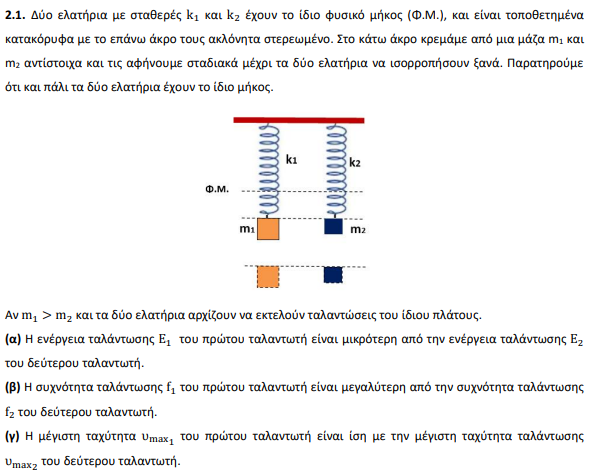 2.1. Δύο ελατήρια με σταθερές k₁ και k₂ έχουν το ίδιο φυσικό μήκος (Φ.Μ.), και είναι τοποθετημένα
κατακόρυφα με το επάνω άκρο τους ακλόνητα στερεωμένο. Στο κάτω άκρο κρεμάμε από μια μάζα m₁ και
m₂ αντίστοιχα και τις αφήνουμε σταδιακά μέχρι τα δύο ελατήρια να ισορροπήσουν ξανά. Παρατηρούμε
ότι και πάλι τα δύο ελατήρια έχουν το ίδιο μήκος.
k1
k2
Φ.Μ.
m1
m2
Αν m₁ > m₂ και τα δύο ελατήρια αρχίζουν να εκτελούν ταλαντώσεις του ίδιου πλάτους.
(α) Η ενέργεια ταλάντωσης E₁ του πρώτου ταλαντωτή είναι μικρότερη από την ενέργεια ταλάντωσης E₂
του δεύτερου ταλαντωτή.
(β) Η συχνότητα ταλάντωσης f₁ του πρώτου ταλαντωτή είναι μεγαλύτερη από την συχνότητα ταλάντωσης
f₂ του δεύτερου ταλαντωτή.
(γ) Η μέγιστη ταχύτητα υmax₁ του πρώτου ταλαντωτή είναι ίση με την μέγιστη ταχύτητα ταλάντωσης
υmax₂ του δεύτερου ταλαντωτή.